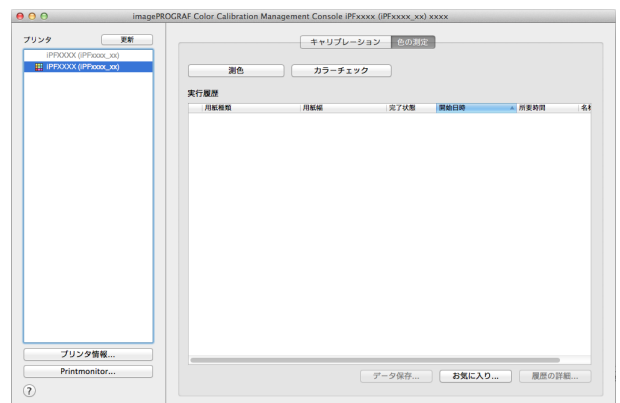 imagePROGRAF Color Calibration Management Console iPFxxxx (iPFxxxx_xx) xxxx
プリンタ
更新
iPFXXXX (iPFxxxx_xx)
iPFXXXX (iPFxxxx_xx)
キャリブレーション 色の測定
測色 カラーチェック
実行履歴
用紙種類 用紙幅 完了状態 開始日時 所要時間 名称
プリンタ情報...
Printmonitor...
データ保存... お気に入り... 履歴の詳細...
?